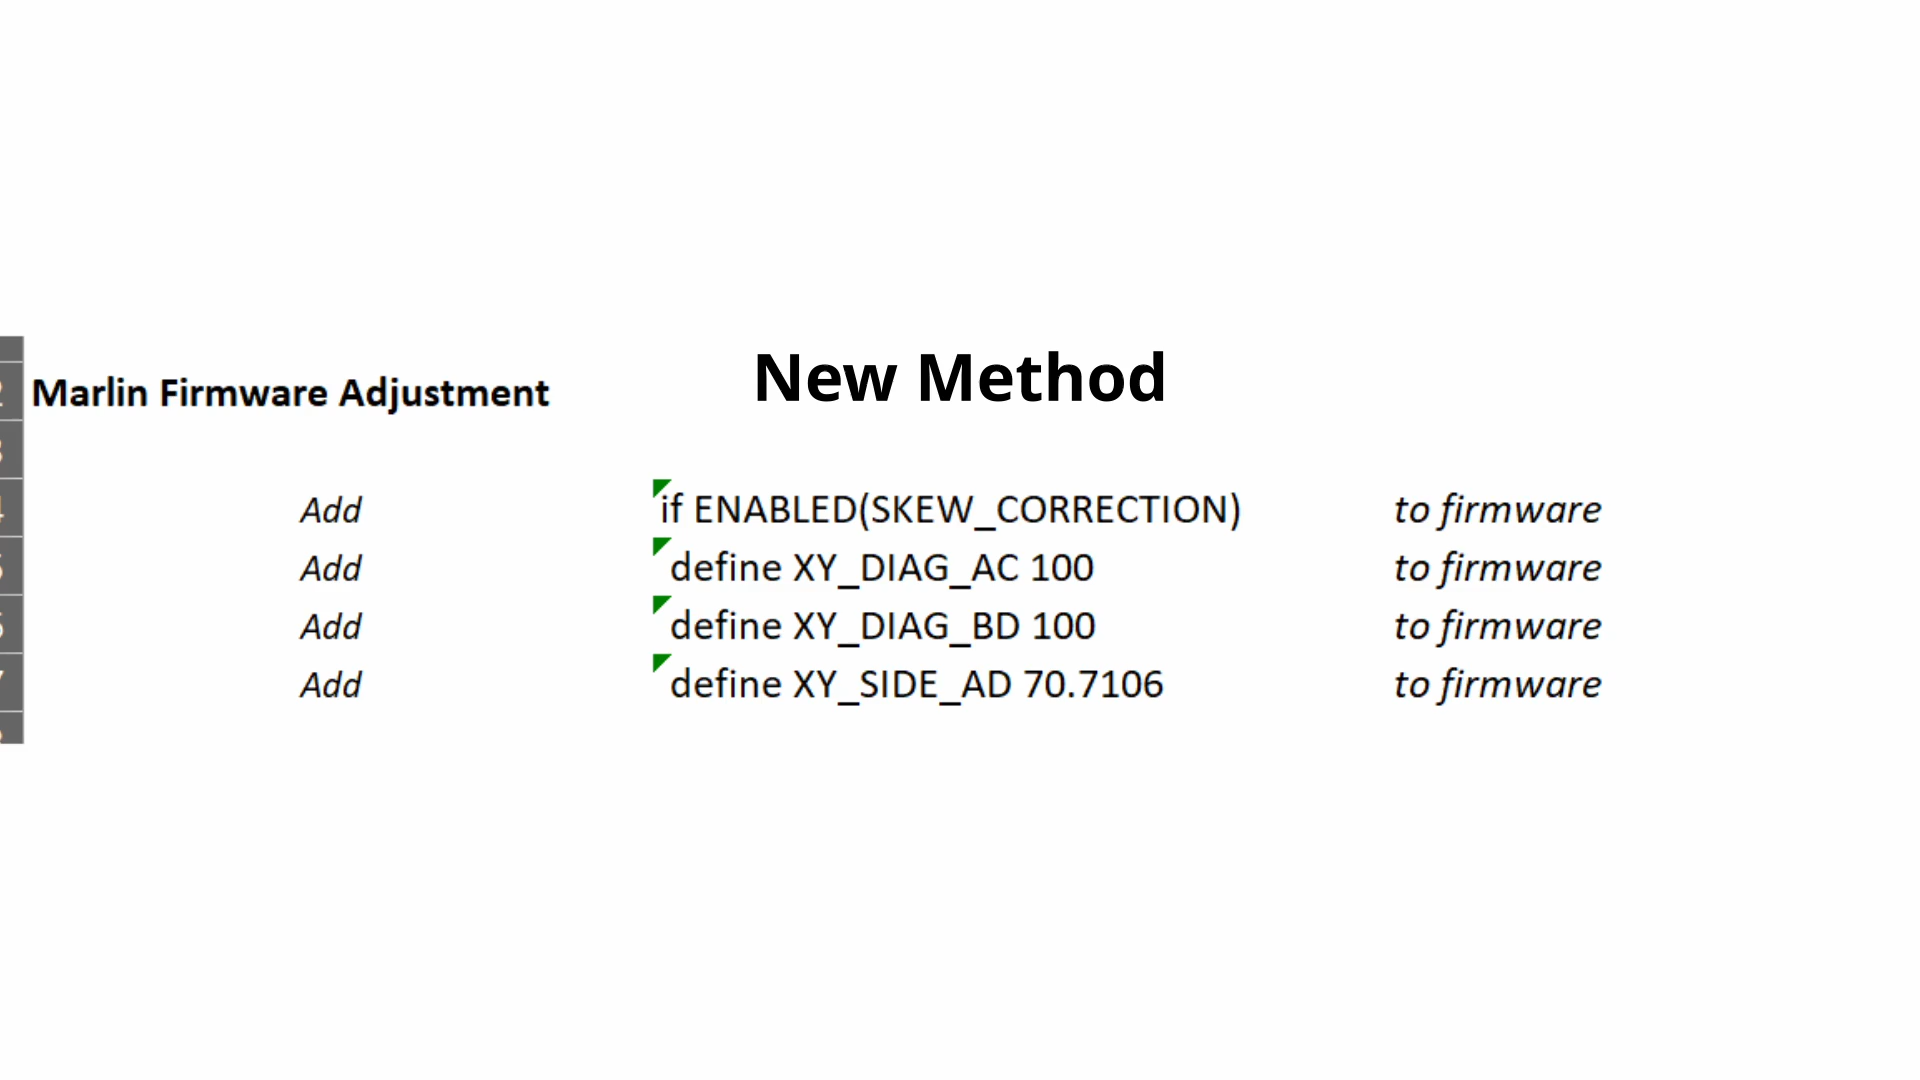 New Method
Marlin Firmware Adjustment
Add if ENABLED(SKEW_CORRECTION) to firmware
Add define XY_DIAG_AC 100 to firmware
Add define XY_DIAG_BD 100 to firmware
Add define XY_SIDE_AD 70.7106 to firmware